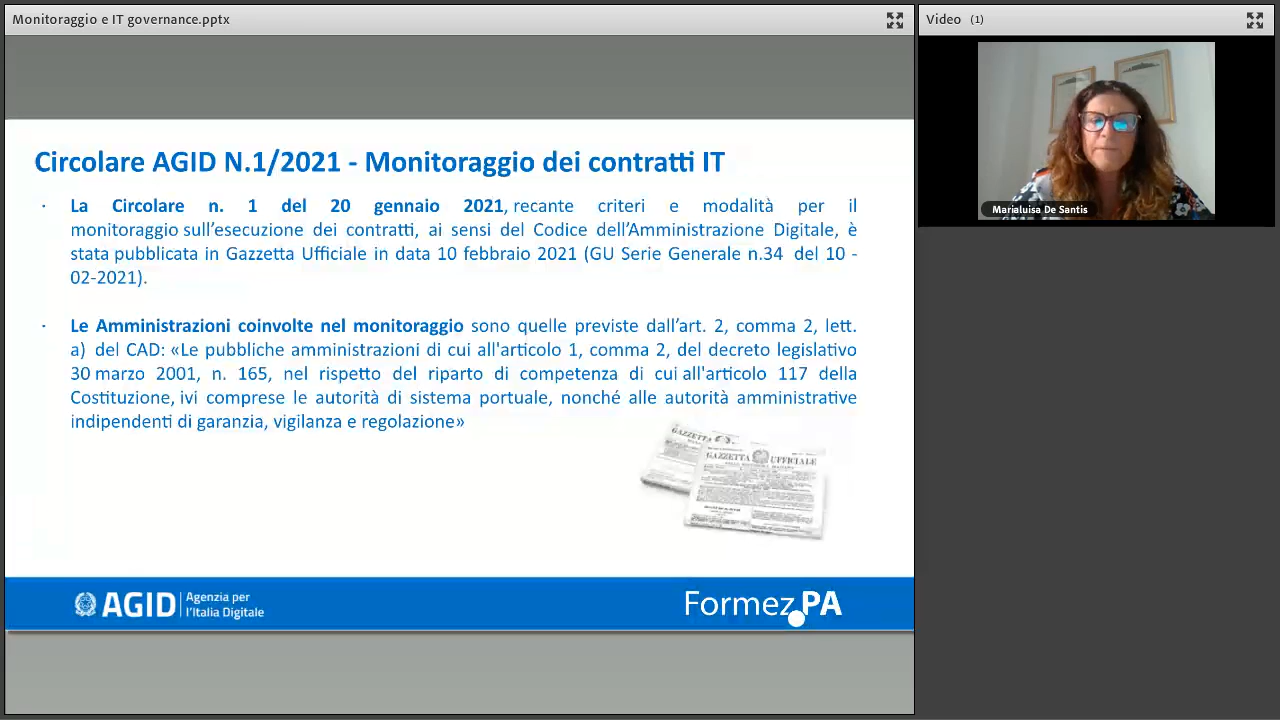 Monitoraggio e IT governance.pptx
Video (1)
Circolare AGID N.1/2021 - Monitoraggio dei contratti IT
· La Circolare n. 1 del 20 gennaio 2021, recante criteri e modalità per il
monitoraggio sull'esecuzione dei contratti, ai sensi del Codice dell'Amministrazione Digitale, è
stata pubblicata in Gazzetta Ufficiale in data 10 febbraio 2021 (GU Serie Generale n.34 del 10 -
02-2021).
· Le Amministrazioni coinvolte nel monitoraggio sono quelle previste dall'art. 2, comma 2, lett.
a) del CAD: «Le pubbliche amministrazioni di cui all'articolo 1, comma 2, del decreto legislativo
30 marzo 2001, n. 165, nel rispetto del riparto di competenza di cui all'articolo 117 della
Costituzione, ivi comprese le autorità di sistema portuale, nonché alle autorità amministrative
indipendenti di garanzia, vigilanza e regolazione»
GAZZETTA
GAZZETTA UFFICIALE
AGID Agenzia per
l'Italia Digitale
Formez PA
Marialuisa De Santis